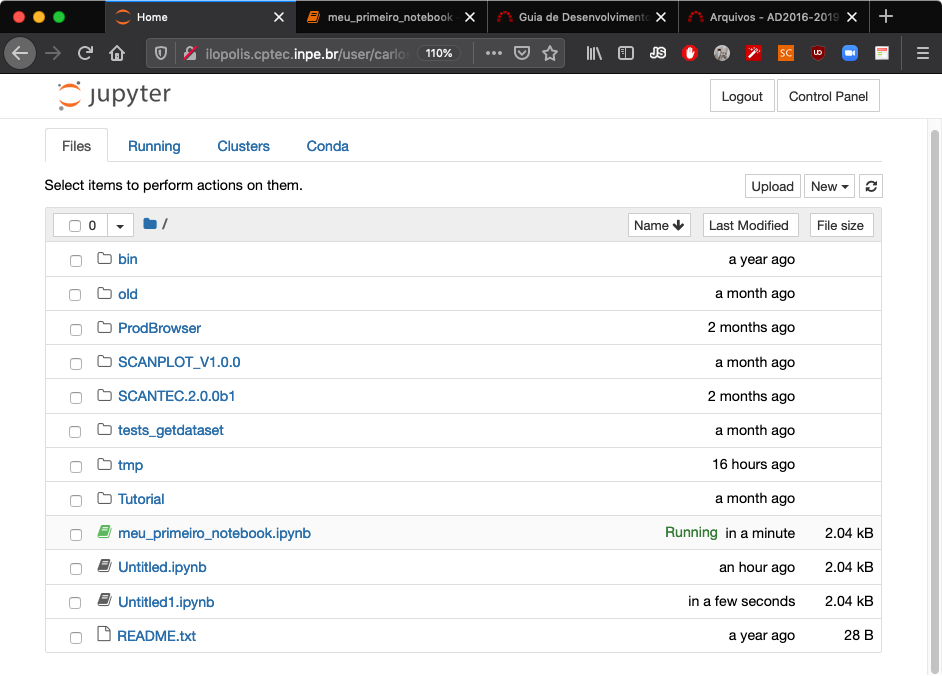 Home
meu_primeiro_notebook
Guia de Desenvolviment
Arquivos - AD2016-2019
ilopolis.cptec.inpe.br/user/carlo
110%
JS
SC
UD
jupyter
Logout
Control Panel
Files
Running
Clusters
Conda
Select items to perform actions on them.
Upload
New
0
/
Name
Last Modified
File size
bin a year ago
old a month ago
ProdBrowser 2 months ago
SCANPLOT_V1.0.0 a month ago
SCANTEC.2.0.0b1 2 months ago
tests_getdataset a month ago
tmp 16 hours ago
Tutorial a month ago
meu_primeiro_notebook.ipynb Running in a minute 2.04 kB
Untitled.ipynb an hour ago 2.04 kB
Untitled1.ipynb in a few seconds 2.04 kB
README.txt a year ago 28 B